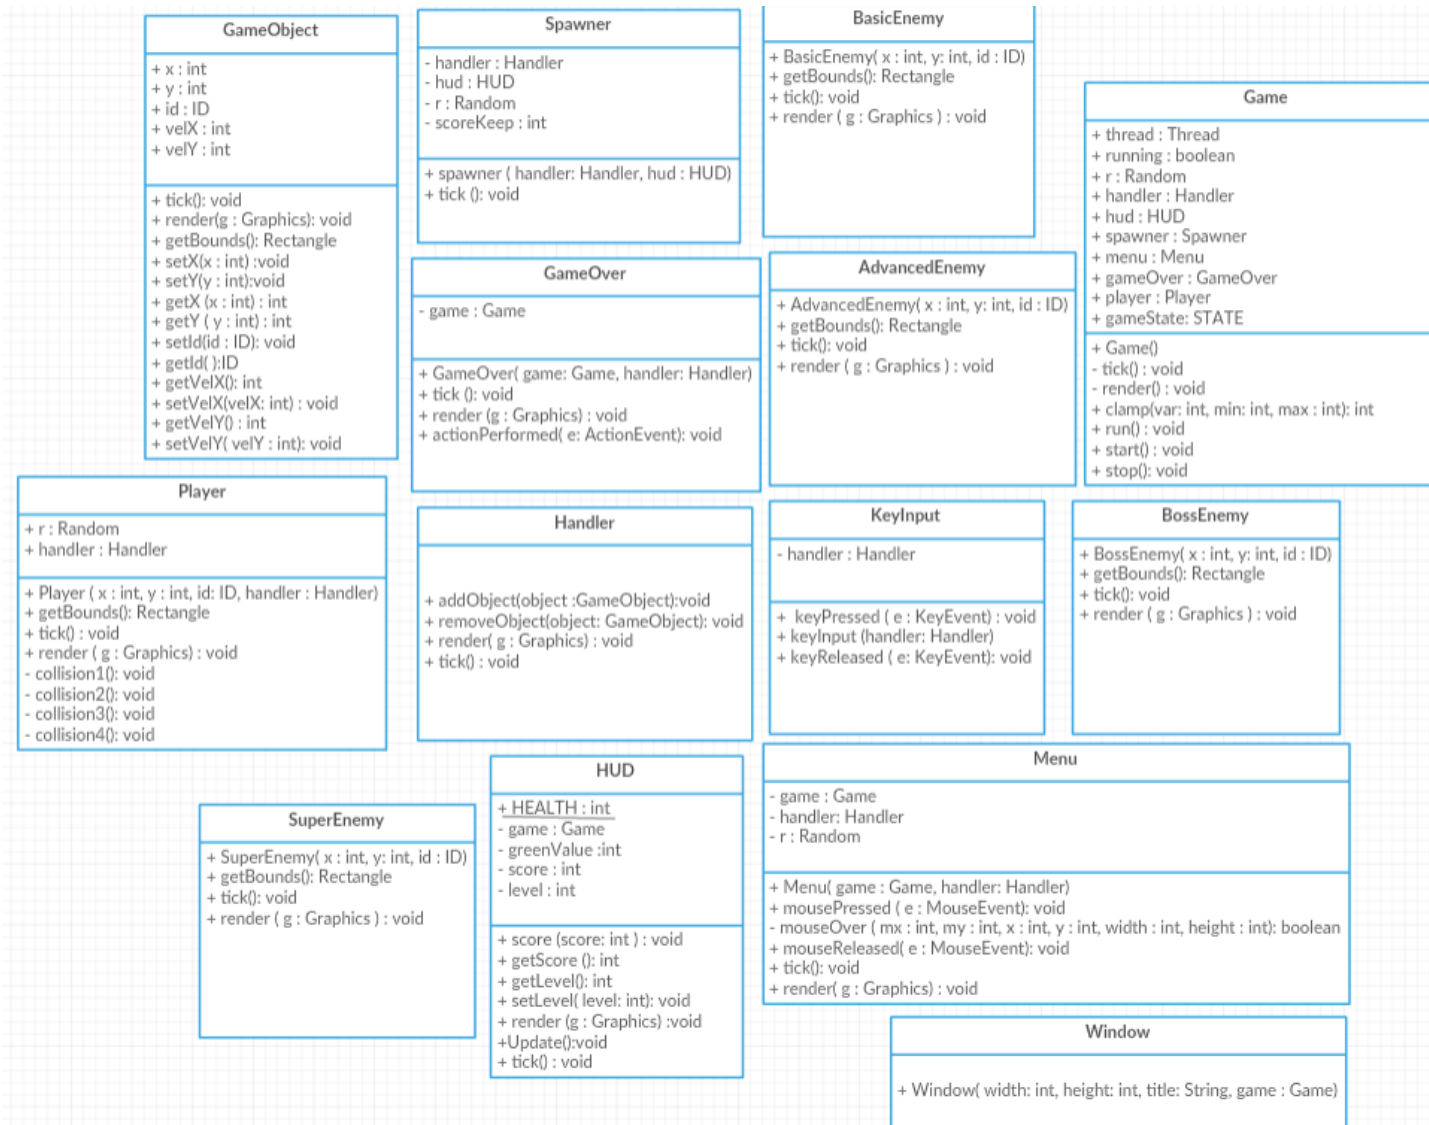 GameObject
+ x : int
+ y : int
+ id : ID
+ velX : int
+ velY : int
+ tick(): void
+ render(g : Graphics): void
+ getBounds(): Rectangle
+ setX(x : int) :void
+ setY(y : int):void
+ getX (x : int) : int
+ getY ( y : int) : int
+ setId(id : ID): void
+ getId( ):ID
+ getVelX(): int
+ setVelX(velX: int) : void
+ getVelY() : int
+ setVelY( velY : int): void
Spawner
- handler : Handler
- hud : HUD
- r : Random
- scoreKeep : int
+ spawner ( handler: Handler, hud : HUD)
+ tick (): void
BasicEnemy
+ BasicEnemy( x : int, y: int, id : ID)
+ getBounds(): Rectangle
+ tick(): void
+ render ( g : Graphics ) : void
Game
+ thread : Thread
+ running : boolean
+ r : Random
+ handler : Handler
+ hud : HUD
+ spawner : Spawner
+ menu : Menu
+ gameOver : GameOver
+ player : Player
+ gameState: STATE
+ Game()
- tick() : void
- render() : void
+ clamp(var: int, min: int, max : int): int
+ run() : void
+ start() : void
+ stop(): void
GameOver
- game : Game
+ GameOver( game: Game, handler: Handler)
+ tick (): void
+ render (g : Graphics) : void
+ actionPerformed( e: ActionEvent): void
AdvancedEnemy
+ AdvancedEnemy( x : int, y: int, id : ID)
+ getBounds(): Rectangle
+ tick(): void
+ render ( g : Graphics ) : void
Player
+ r : Random
+ handler : Handler
+ Player ( x : int, y : int, id: ID, handler : Handler)
+ getBounds(): Rectangle
+ tick() : void
+ render ( g : Graphics) : void
- collision1(): void
- collision2(): void
- collision3(): void
- collision4(): void
Handler
+ addObject(object :GameObject):void
+ removeObject(object: GameObject): void
+ render( g : Graphics) : void
+ tick() : void
KeyInput
- handler : Handler
+ keyPressed ( e : KeyEvent) : void
+ keyInput (handler: Handler)
+ keyReleased ( e: KeyEvent): void
BossEnemy
+ BossEnemy( x : int, y: int, id : ID)
+ getBounds(): Rectangle
+ tick(): void
+ render ( g : Graphics ) : void
SuperEnemy
+ SuperEnemy( x : int, y: int, id : ID)
+ getBounds(): Rectangle
+ tick(): void
+ render ( g : Graphics ) : void
HUD
+ HEALTH : int
- game : Game
- greenValue :int
- score : int
- level : int
+ score (score: int ) : void
+ getScore (): int
+ getLevel(): int
+ setLevel( level: int): void
+ render (g : Graphics) :void
+Update():void
+ tick() : void
Menu
- game : Game
- handler: Handler
- r : Random
+ Menu( game : Game, handler: Handler)
+ mousePressed ( e : MouseEvent): void
- mouseOver ( mx : int, my : int, x : int, y : int, width : int, height : int): boolean
+ mouseReleased( e : MouseEvent): void
+ tick(): void
+ render( g : Graphics) : void
Window
+ Window( width: int, height: int, title: String, game : Game)